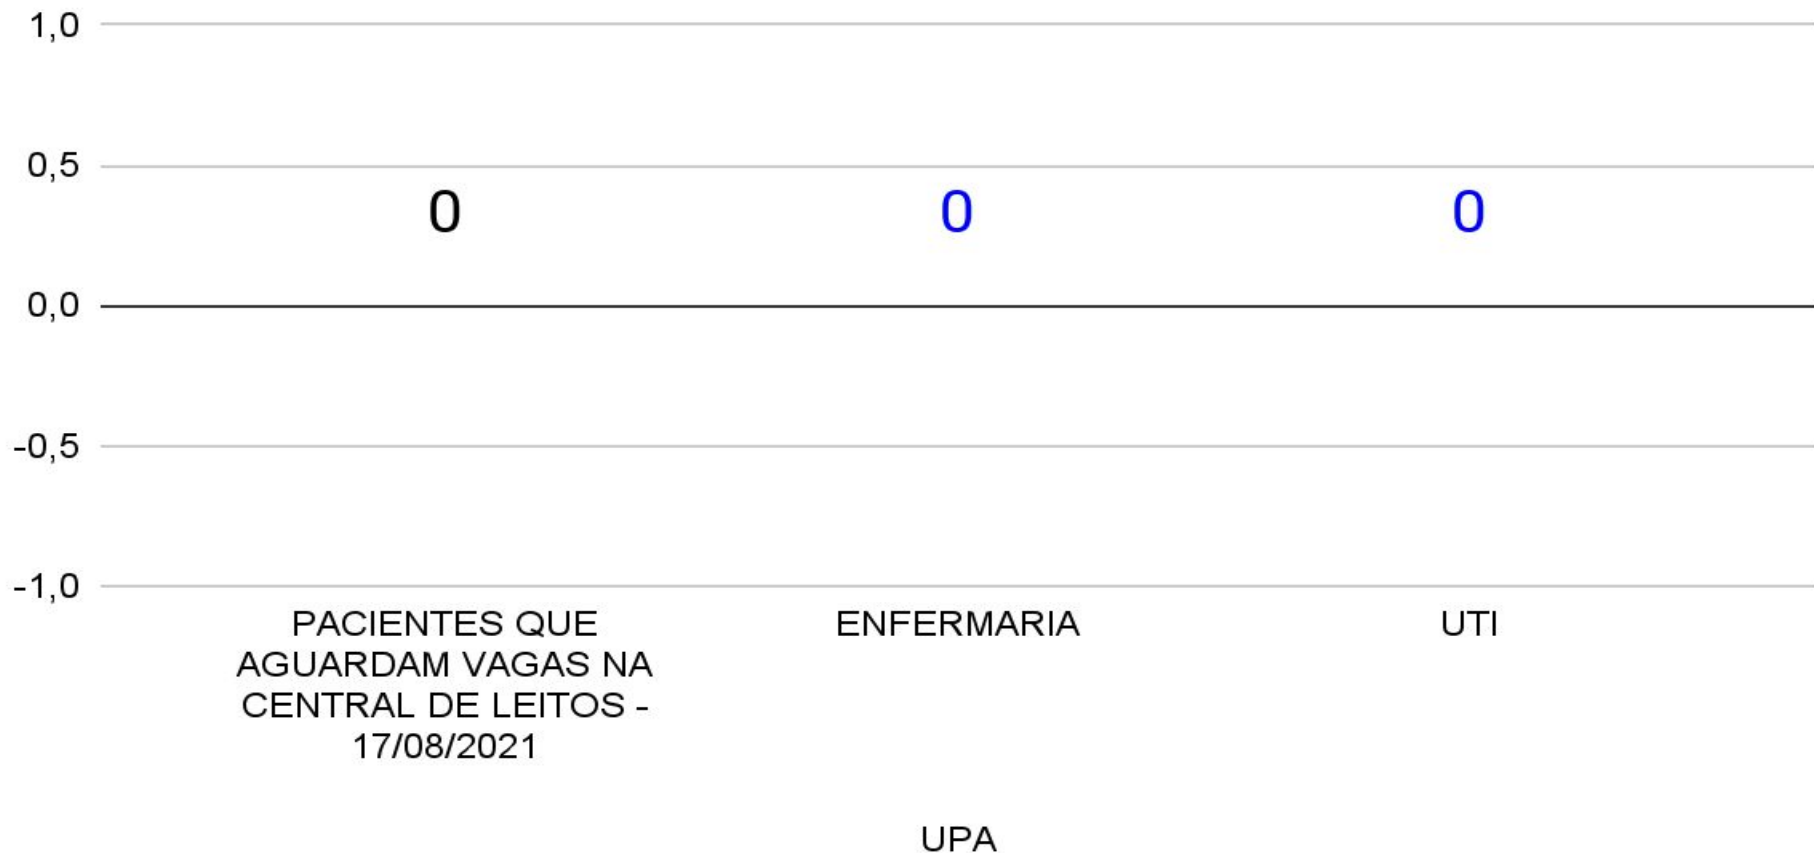 1,0
0,5
0 0 0
0,0
-0,5
-1,0
PACIENTES QUE
AGUARDAM VAGAS NA
CENTRAL DE LEITOS -
17/08/2021
ENFERMARIA
UTI
UPA